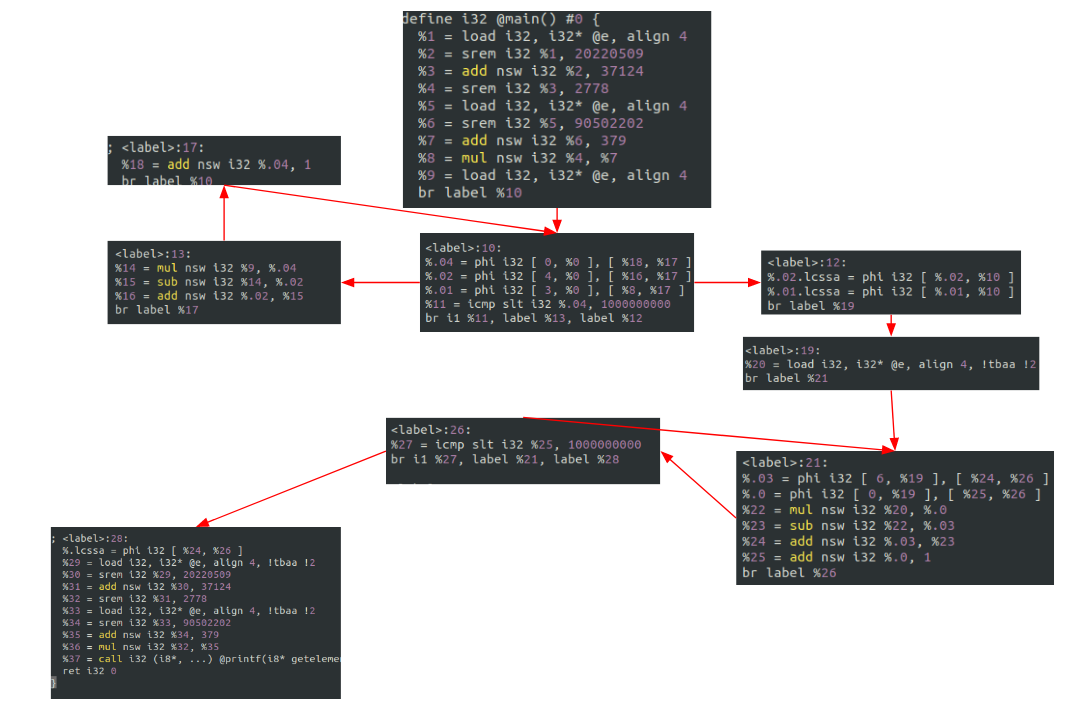 define i32 @main() #0 {
%1 = load i32, i32* @e, align 4
%2 = srem i32 %1, 20220509
%3 = add nsw i32 %2, 37124
%4 = srem i32 %3, 2778
%5 = load i32, i32* @e, align 4
%6 = srem i32 %5, 90502202
%7 = add nsw i32 %6, 379
%8 = mul nsw i32 %4, %7
%9 = load i32, i32* @e, align 4
br label %10
; <label>:17:
%18 = add nsw i32 %.04, 1
br label %10
<label>:13:
%14 = mul nsw i32 %9, %.04
%15 = sub nsw i32 %14, %.02
%16 = add nsw i32 %.02, %15
br label %17
<label>:10:
%.04 = phi i32 [ 0, %0 ], [ %18, %17 ]
%.02 = phi i32 [ 4, %0 ], [ %16, %17 ]
%.01 = phi i32 [ 3, %0 ], [ %8, %17 ]
%11 = icmp slt i32 %.04, 1000000000
br i1 %11, label %13, label %12
<label>:12:
%.02.lcssa = phi i32 [ %.02, %10 ]
%.01.lcssa = phi i32 [ %.01, %10 ]
br label %19
<label>:19:
%20 = load i32, i32* @e, align 4, !tbaa !2
br label %21
<label>:26:
%27 = icmp slt i32 %25, 1000000000
br i1 %27, label %21, label %28
<label>:21:
%.03 = phi i32 [ 6, %19 ], [ %24, %26 ]
%.0 = phi i32 [ 0, %19 ], [ %25, %26 ]
%22 = mul nsw i32 %20, %.0
%23 = sub nsw i32 %22, %.03
%24 = add nsw i32 %.03, %23
%25 = add nsw i32 %.0, 1
br label %26
; <label>:28:
%.lcssa = phi i32 [ %24, %26 ]
%29 = load i32, i32* @e, align 4, !tbaa !2
%30 = srem i32 %29, 20220509
%31 = add nsw i32 %30, 37124
%32 = srem i32 %31, 2778
%33 = load i32, i32* @e, align 4, !tbaa !2
%34 = srem i32 %33, 90502202
%35 = add nsw i32 %34, 379
%36 = mul nsw i32 %32, %35
%37 = call i32 (i8*, ...) @printf(i8* getelemen
ret i32 0
}